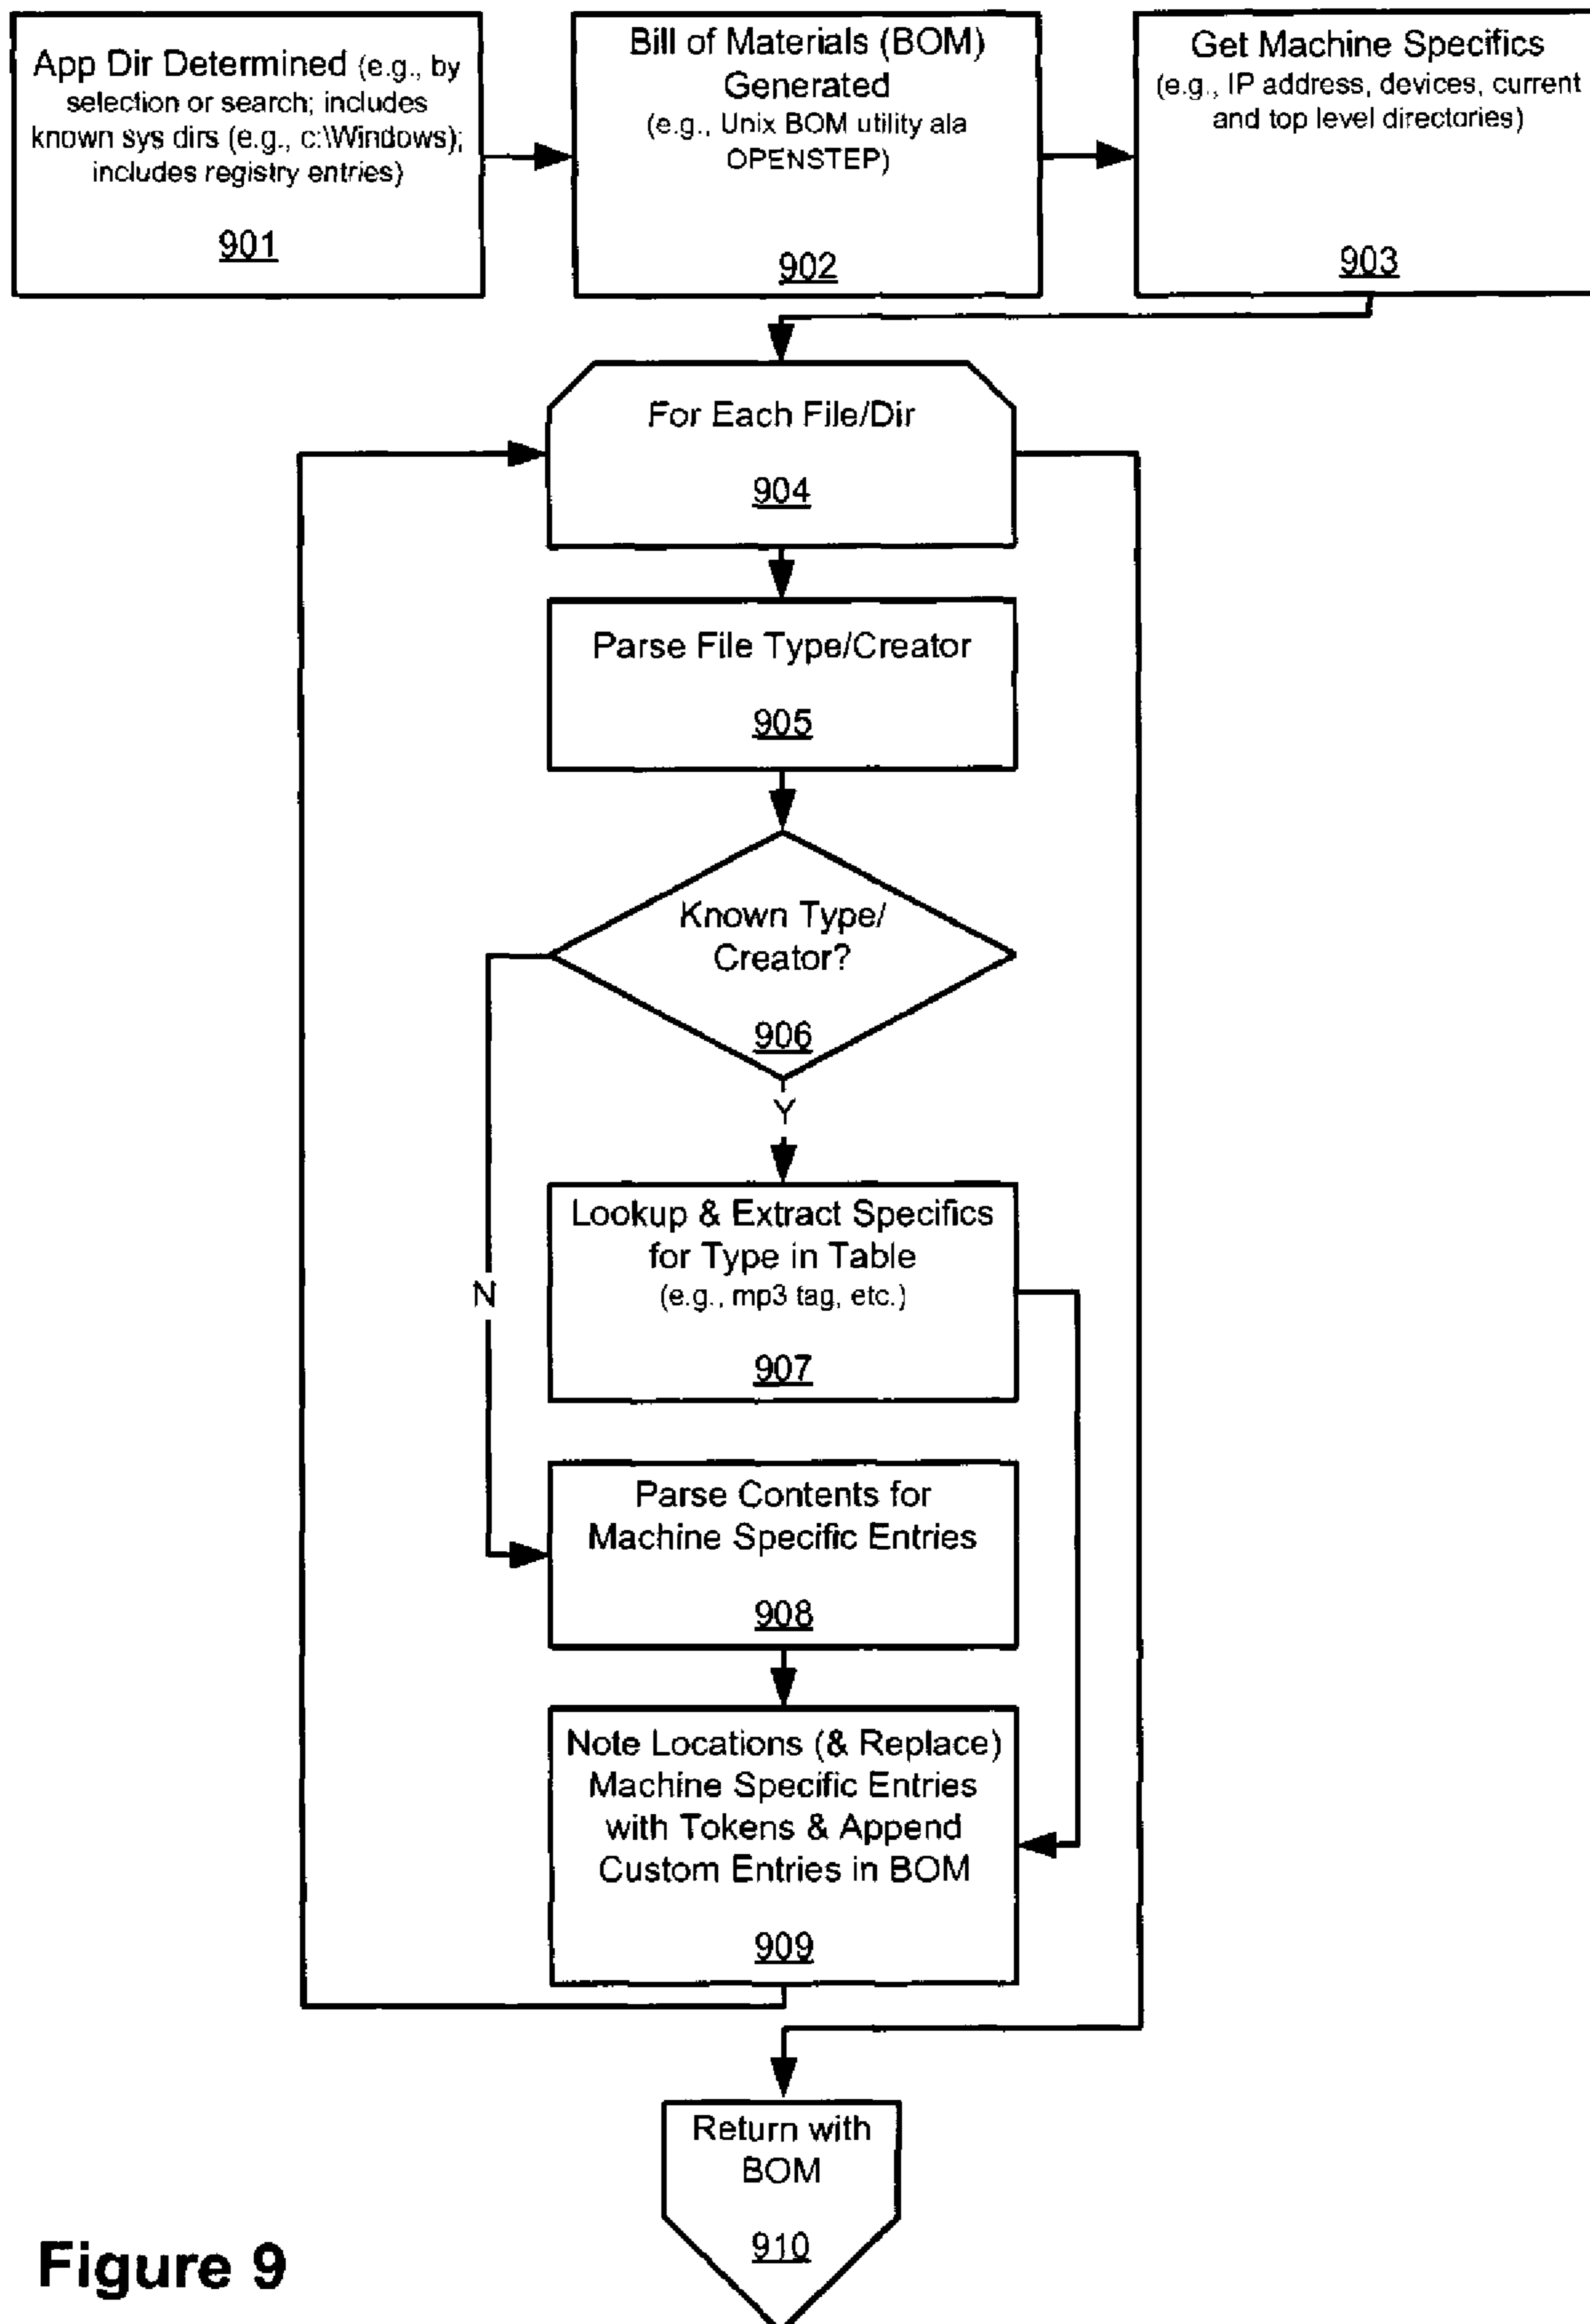 App Dir Determined (e.g., by
selection or search; includes
known sys dirs (e.g., c:\Windows);
includes registry entries)
901
Bill of Materials (BOM)
Generated
(e.g., Unix BOM utility ala
OPENSTEP)
902
Get Machine Specifics
(e.g., IP address, devices, current
and top level directories)
903
For Each File/Dir
904
Parse File Type/Creator
905
Known Type/
Creator?
906
Y
Lookup & Extract Specifics
for Type in Table
(e.g., mp3 tag, etc.)
907
N
Parse Contents for
Machine Specific Entries
908
Note Locations (& Replace)
Machine Specific Entries
with Tokens & Append
Custom Entries in BOM
909
Return with
BOM
910
Figure 9